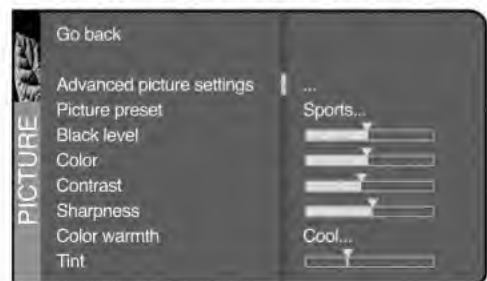 Go back
Advanced picture settings ...
Picture preset Sports...
Black level
Color
Contrast
Sharpness
Color warmth Cool...
Tint
PICTURE